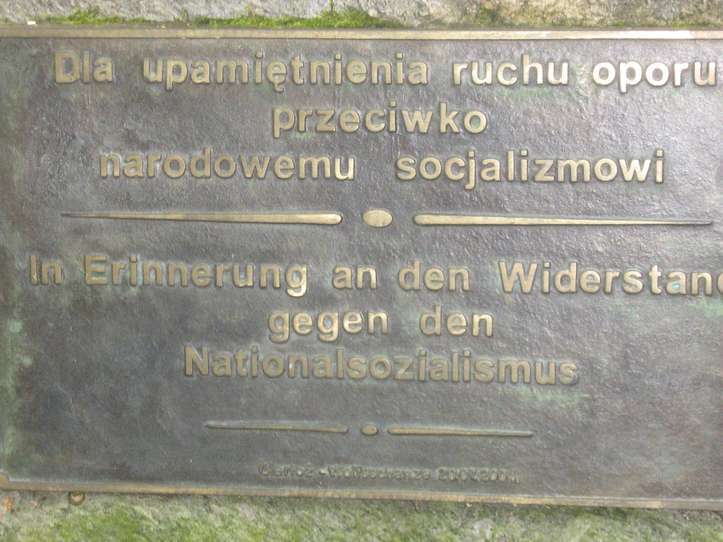 Dla upamiętnienia ruchu oporu
przeciwko
narodowemu socjalizmowi
In Erinnerung an den Widerstand
gegen den
Nationalsozialismus